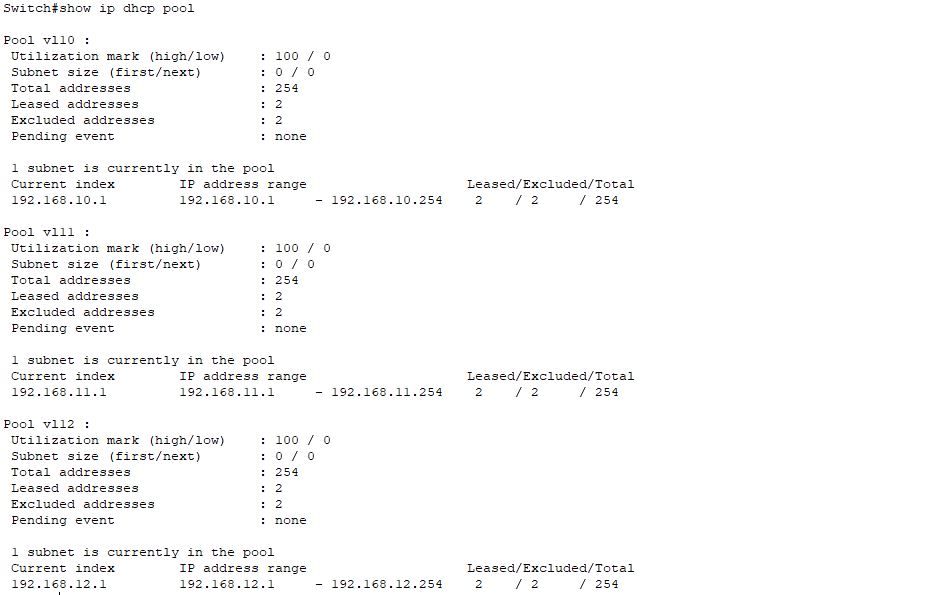 Switch#show ip dhcp pool
Pool vl10 :
Utilization mark (high/low) : 100 / 0
Subnet size (first/next) : 0 / 0
Total addresses : 254
Leased addresses : 2
Excluded addresses : 2
Pending event : none
1 subnet is currently in the pool
Current index IP address range Leased/Excluded/Total
192.168.10.1 192.168.10.1 - 192.168.10.254 2 / 2 / 254
Pool vl11 :
Utilization mark (high/low) : 100 / 0
Subnet size (first/next) : 0 / 0
Total addresses : 254
Leased addresses : 2
Excluded addresses : 2
Pending event : none
1 subnet is currently in the pool
Current index IP address range Leased/Excluded/Total
192.168.11.1 192.168.11.1 - 192.168.11.254 2 / 2 / 254
Pool vl12 :
Utilization mark (high/low) : 100 / 0
Subnet size (first/next) : 0 / 0
Total addresses : 254
Leased addresses : 2
Excluded addresses : 2
Pending event : none
1 subnet is currently in the pool
Current index IP address range Leased/Excluded/Total
192.168.12.1 192.168.12.1 - 192.168.12.254 2 / 2 / 254